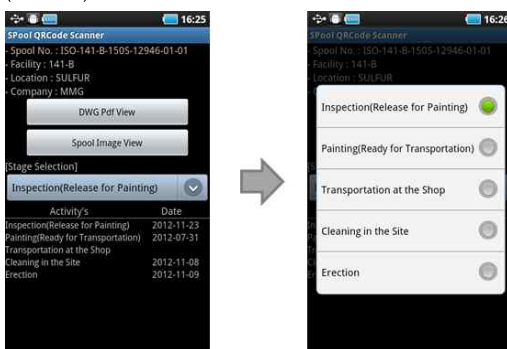 16:25
SPool QRCode Scanner
- Spool No. : ISO-141-B-150S-12946-01-01
- Facility : 141-B
- Location : SULFUR
- Company : MMG
DWG Pdf View
Spool Image View
[Stage Selection]
Inspection(Release for Painting)
Activity's Date
Inspection(Release for Painting) 2012-11-23
Painting(Ready for Transportation) 2012-07-31
Transportation at the Shop
Cleaning in the Site 2012-11-08
Erection 2012-11-09
16:26
SPool QRCode Scanner
- Spool No. : ISO-141-B-150S-12946-01-01
- Facility : 141-B
- Location : SULFUR
Inspection(Release for Painting)
Painting(Ready for Transportation)
Transportation at the Shop
Cleaning in the Site
Erection